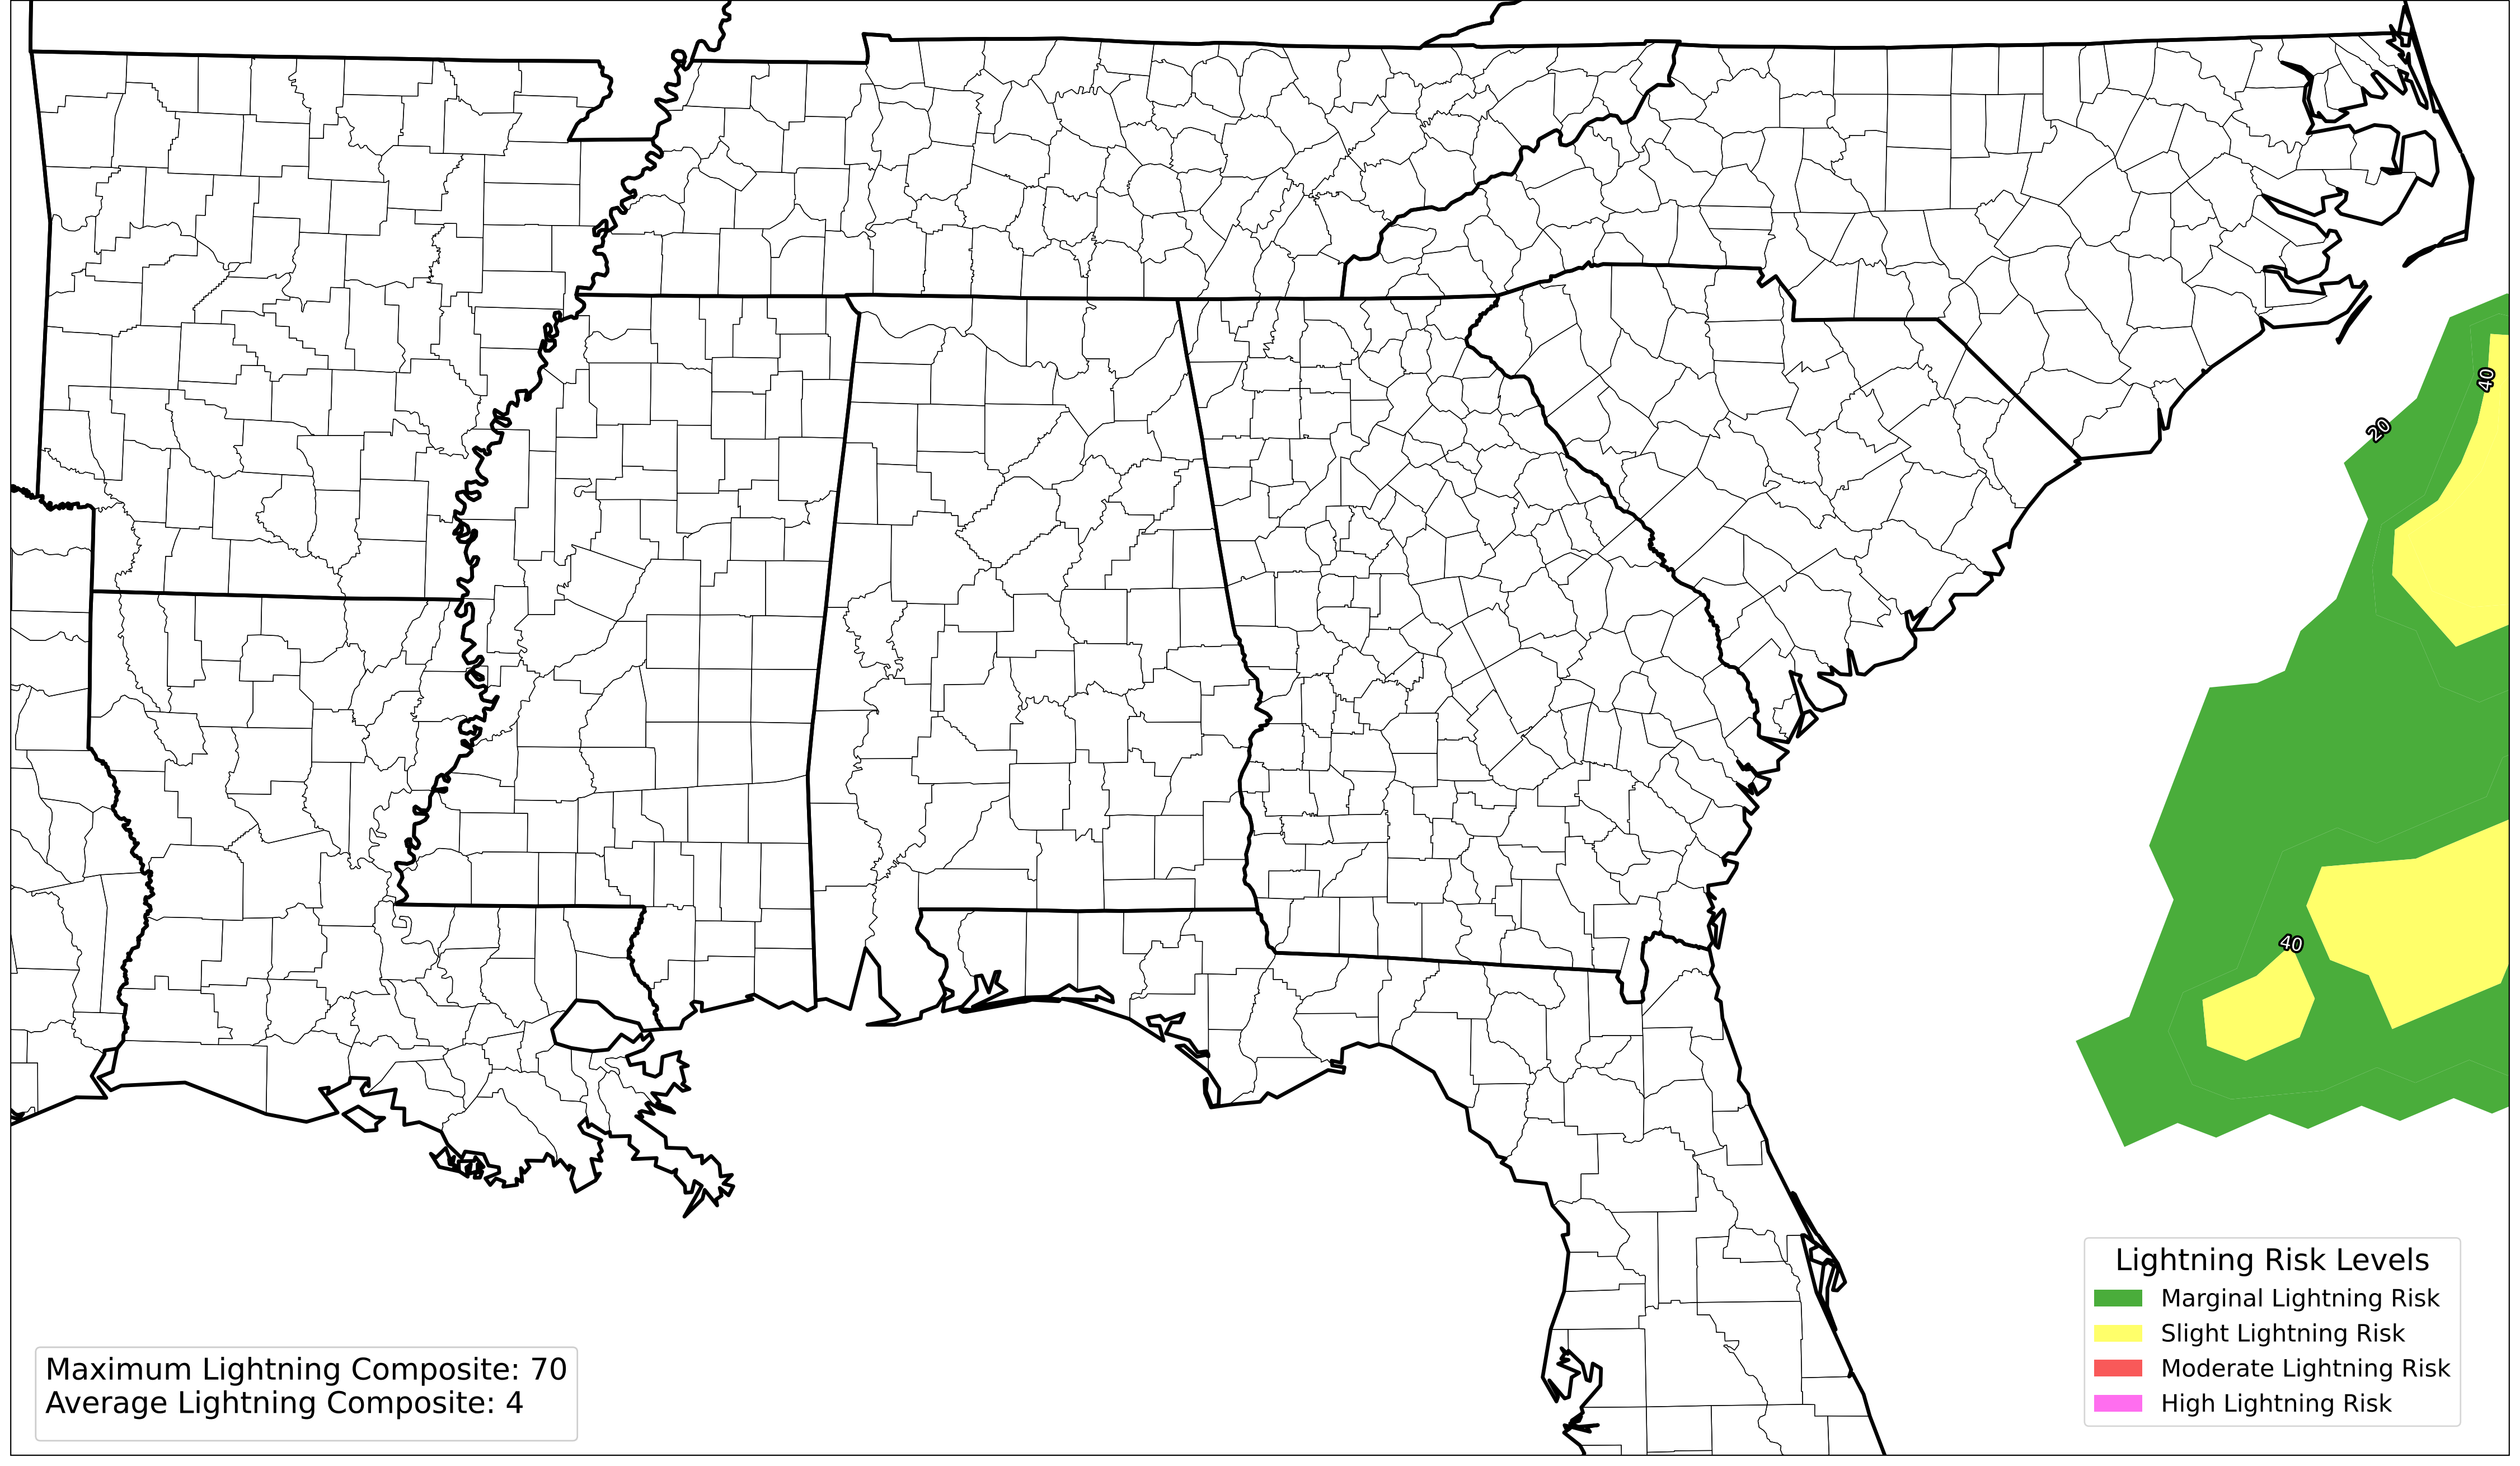 40
20
40
Lightning Risk Levels
Marginal Lightning Risk
Slight Lightning Risk
Moderate Lightning Risk
High Lightning Risk
Maximum Lightning Composite: 70
Average Lightning Composite: 4